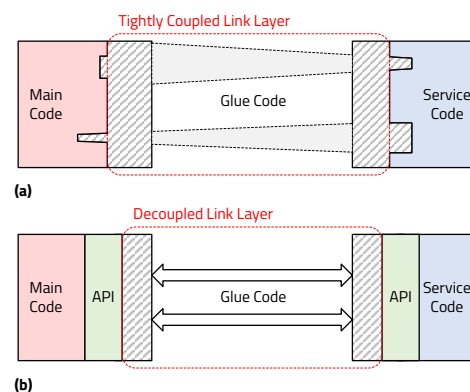 Tightly Coupled Link Layer
Main
Code
Glue Code
Service
Code
(a)
Decoupled Link Layer
Main
Code
API
Glue Code
API
Service
Code
(b)